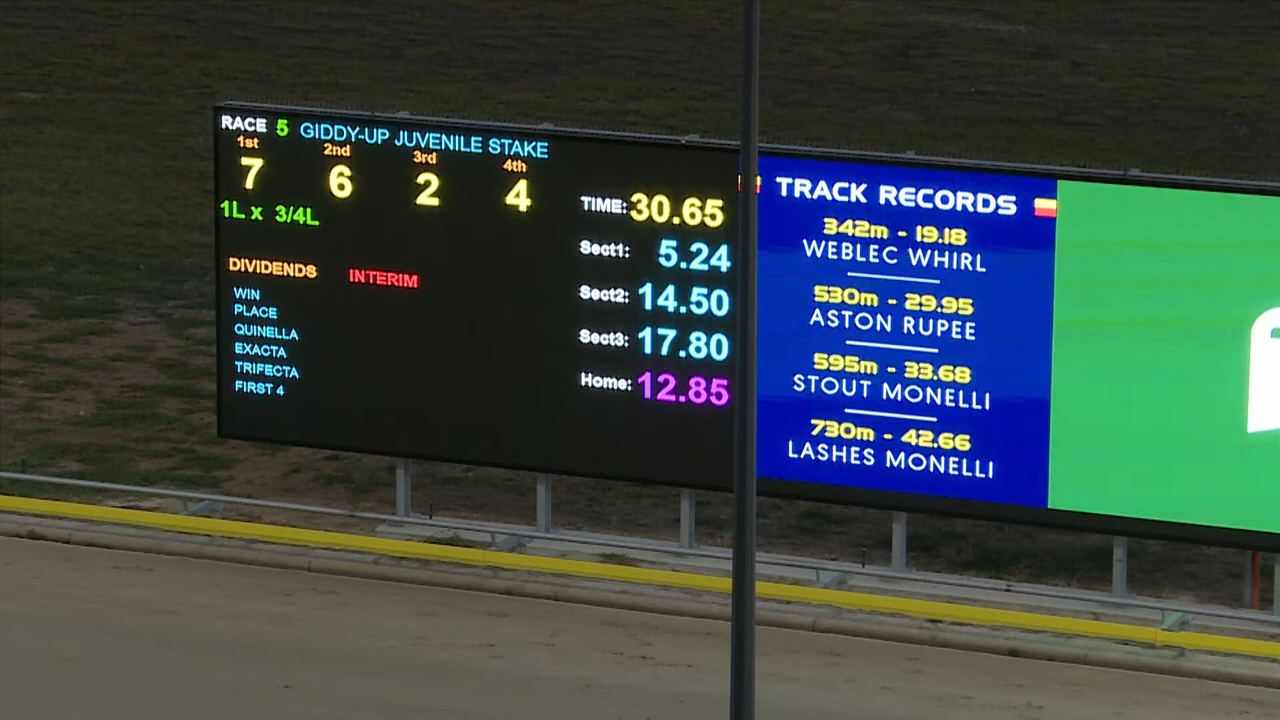 RACE 5 GIDDY-UP JUVENILE STAKE
1st 2nd 3rd 4th
7 6 2 4
1L x 3/4L
DIVIDENDS INTERIM
WIN
PLACE
QUINELLA
EXACTA
TRIFECTA
FIRST 4
TIME: 30.65
Sect1: 5.24
Sect2: 14.50
Sect3: 17.80
Home: 12.85
TRACK RECORDS
342m - 19.18
WEBLEC WHIRL
530m - 29.95
ASTON RUPEE
595m - 33.68
STOUT MONELLI
730m - 42.66
LASHES MONELLI